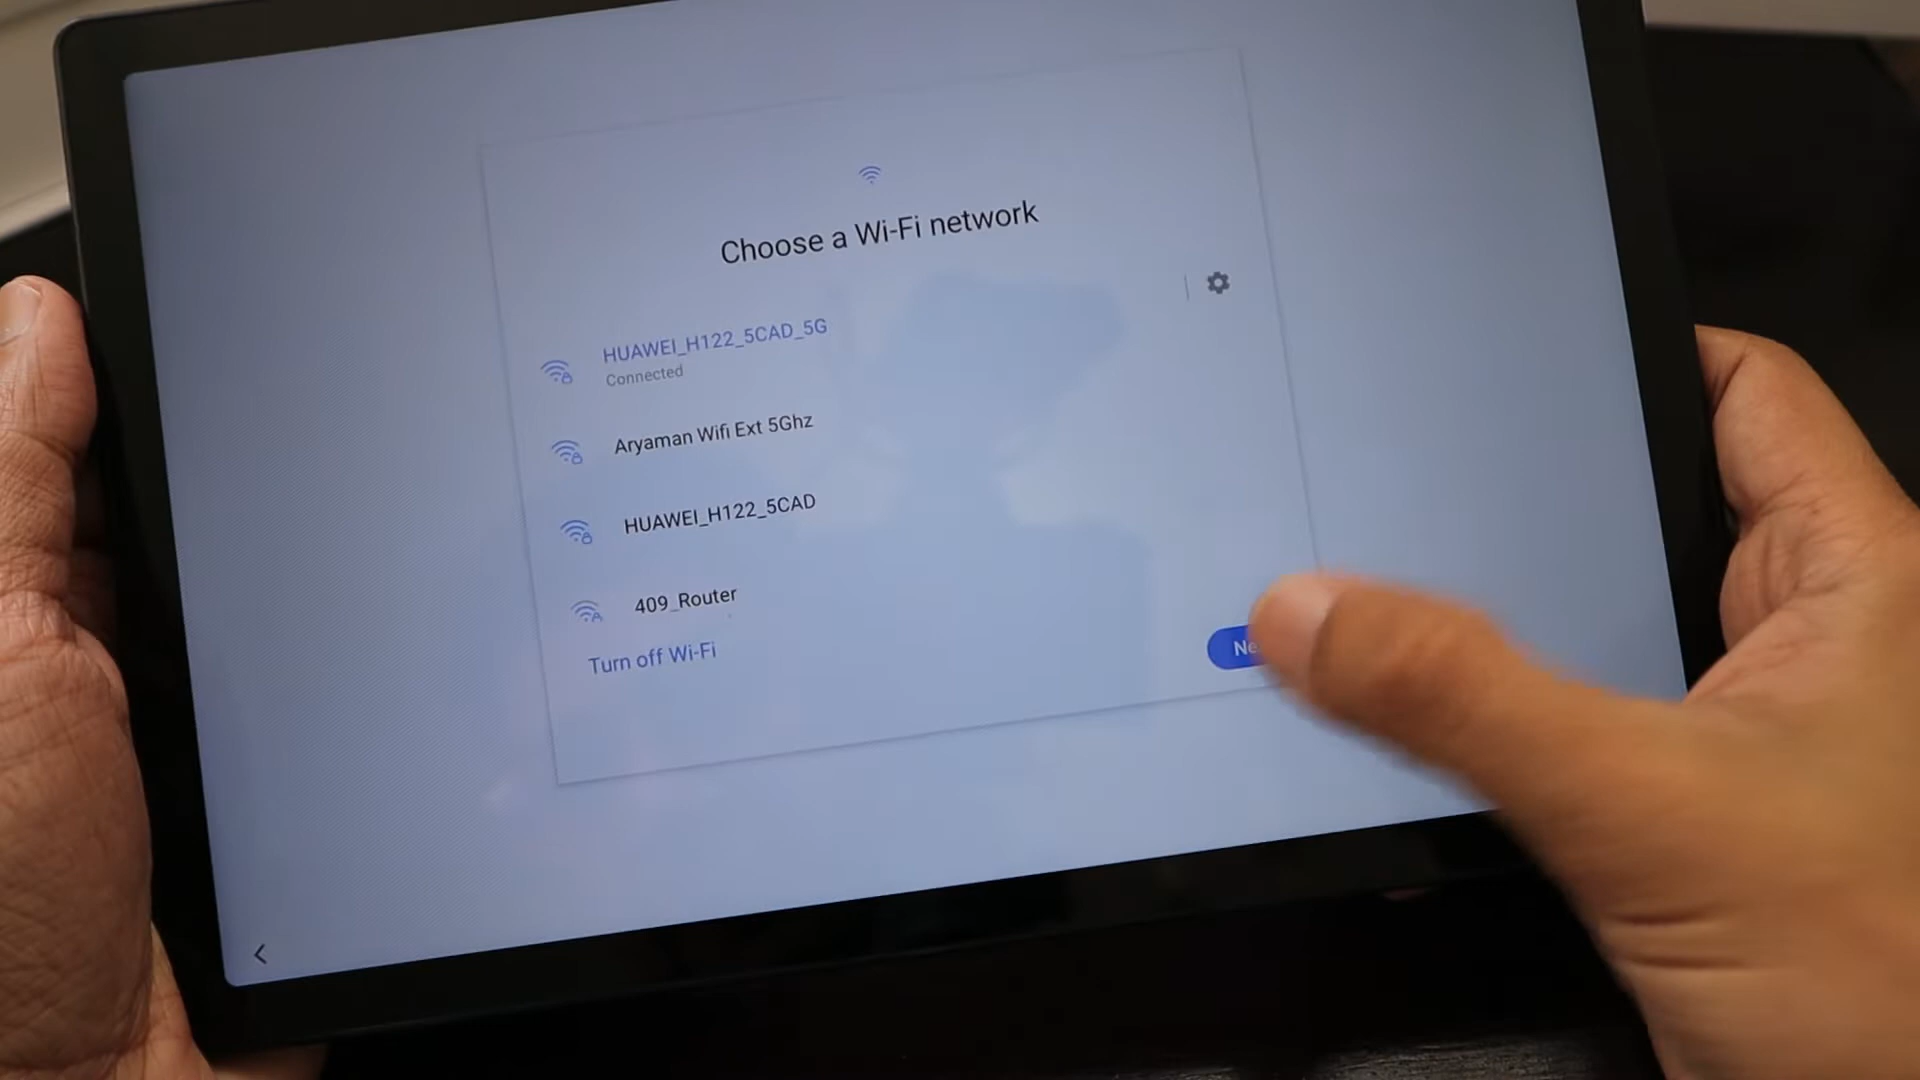 Choose a Wi-Fi network
HUAWEI_H122_5CAD_5G
Connected
Aryaman Wifi Ext 5Ghz
HUAWEI_H122_5CAD
409_Router
Turn off Wi-Fi